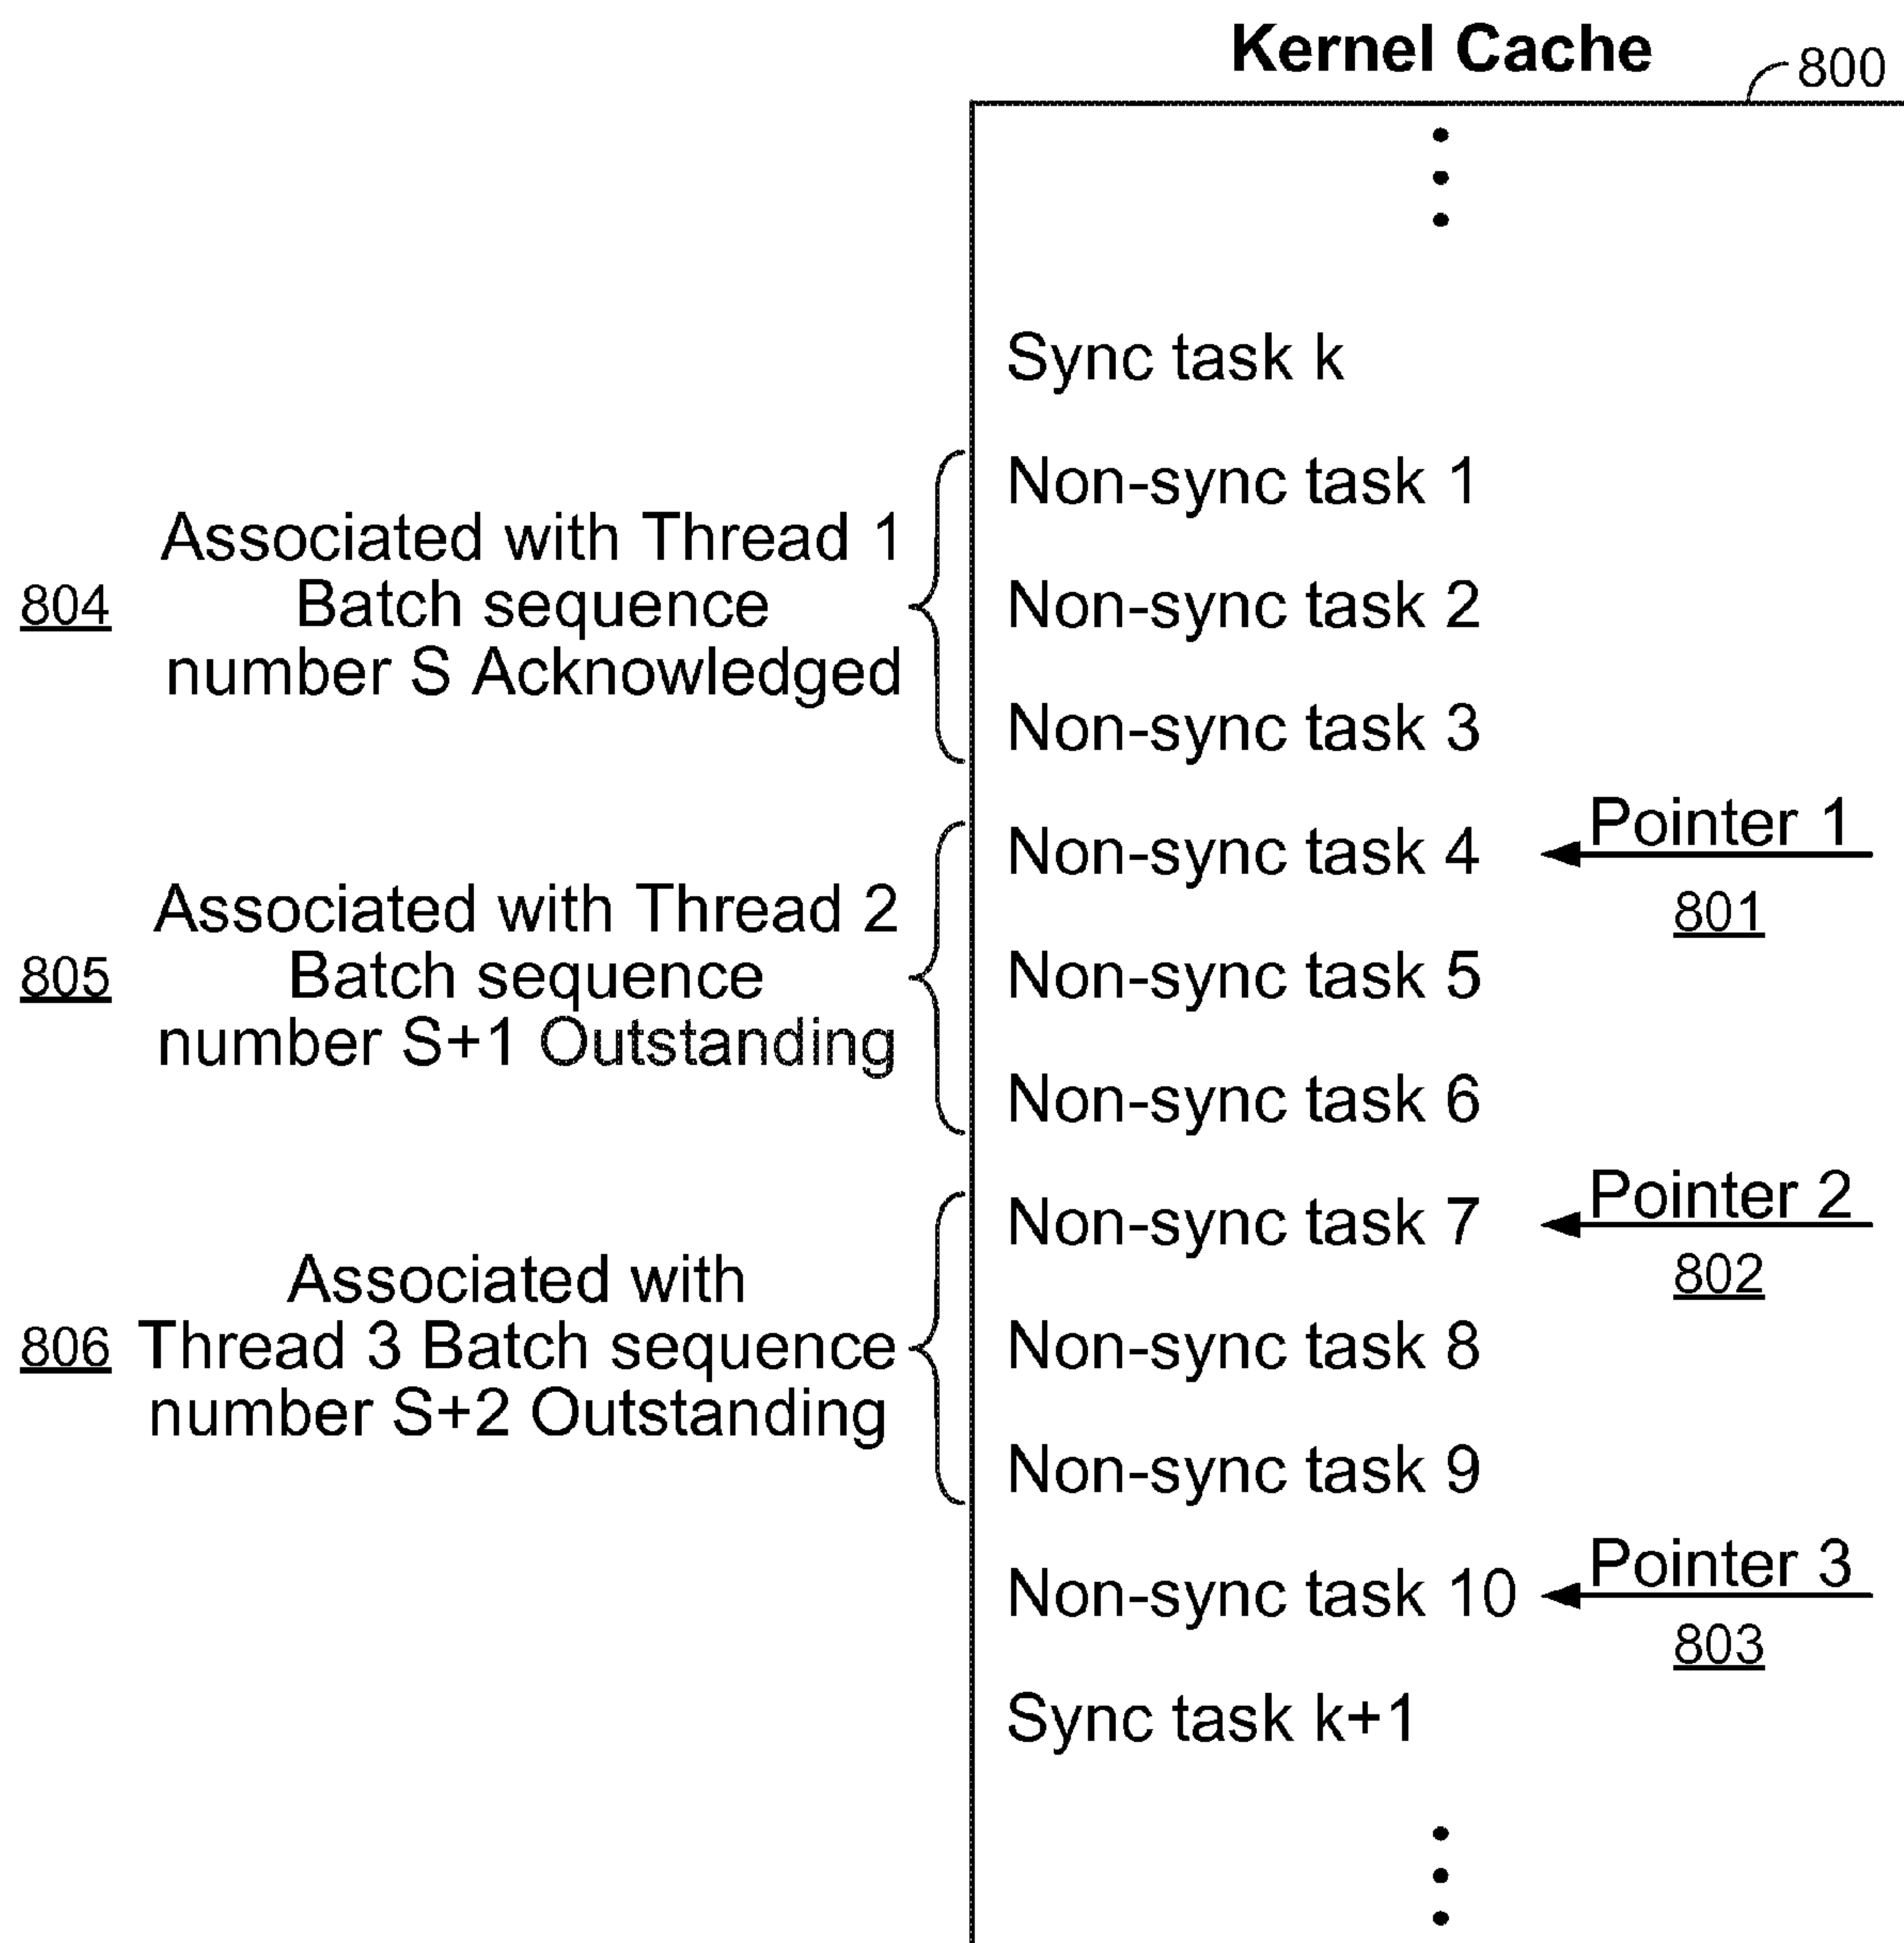 Kernel Cache
800
Sync task k
Non-sync task 1
Associated with Thread 1
804 Batch sequence
Non-sync task 2
number S Acknowledged
Non-sync task 3
Pointer 1
Non-sync task 4
801
Associated with Thread 2
805 Batch sequence
Non-sync task 5
number S+1 Outstanding
Non-sync task 6
Pointer 2
Non-sync task 7
802
Associated with
806 Thread 3 Batch sequence
Non-sync task 8
number S+2 Outstanding
Non-sync task 9
Pointer 3
Non-sync task 10
803
Sync task k+1